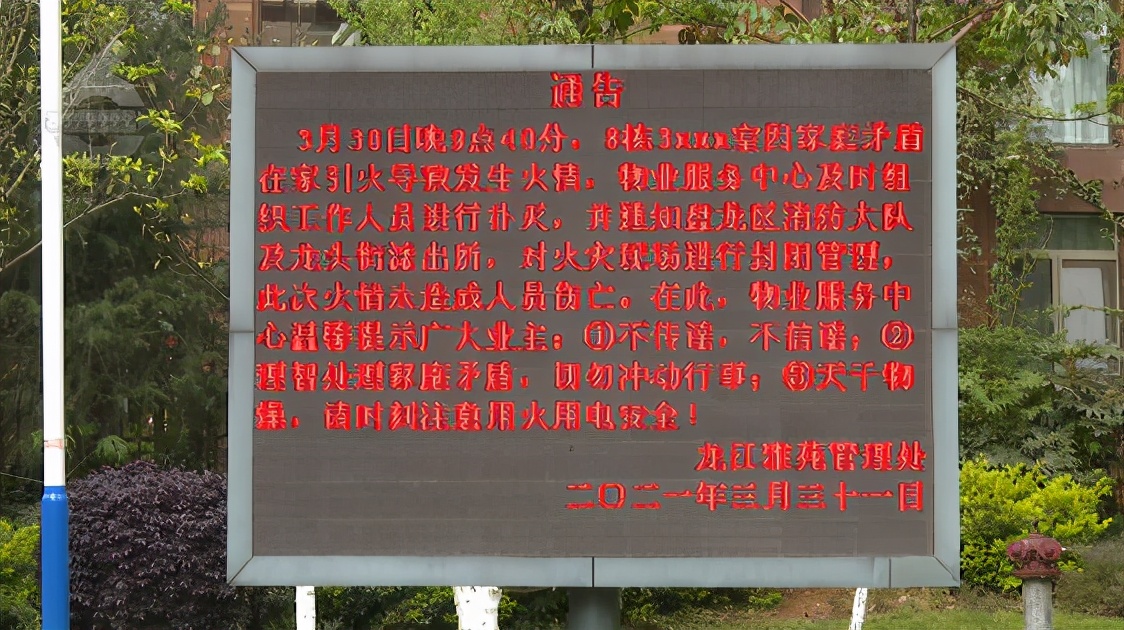 通告
3月30日晚9点40分，8栋3xxx室因家庭矛盾
在家引火导致发生火情，物业服务中心及时组
织工作人员进行扑灭，并通知盘龙区消防大队
及龙头街派出所，对火灾现场进行封闭管理，
此次火情未造成人员伤亡。在此，物业服务中
心温馨提示广大业主：①不传谣，不信谣；②
理智处理家庭矛盾，切勿冲动行事；③天干物
燥，请时刻注意用火用电安全！
龙江雅苑管理处
二〇二一年三月三十一日